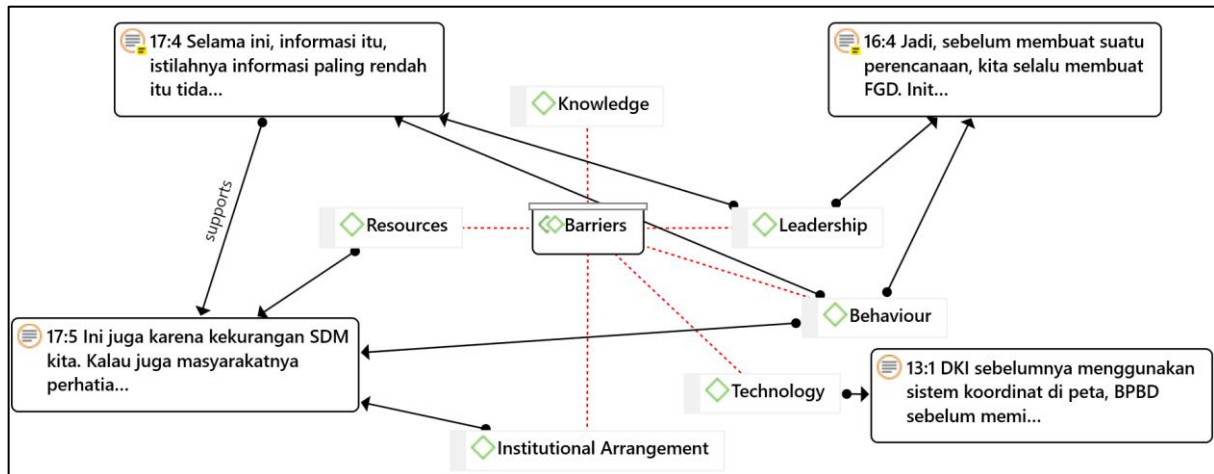 17:4 Selama ini, informasi itu,
istilahnya informasi paling rendah
itu tida...
16:4 Jadi, sebelum membuat suatu
perencanaan, kita selalu membuat
FGD. Init...
Knowledge
supports
Resources
Barriers
Leadership
Behaviour
17:5 Ini juga karena kekurangan SDM
kita. Kalau juga masyarakatnya
perhatia...
Technology
13:1 DKI sebelumnya menggunakan
sistem koordinat di peta, BPBD
sebelum memi...
Institutional Arrangement